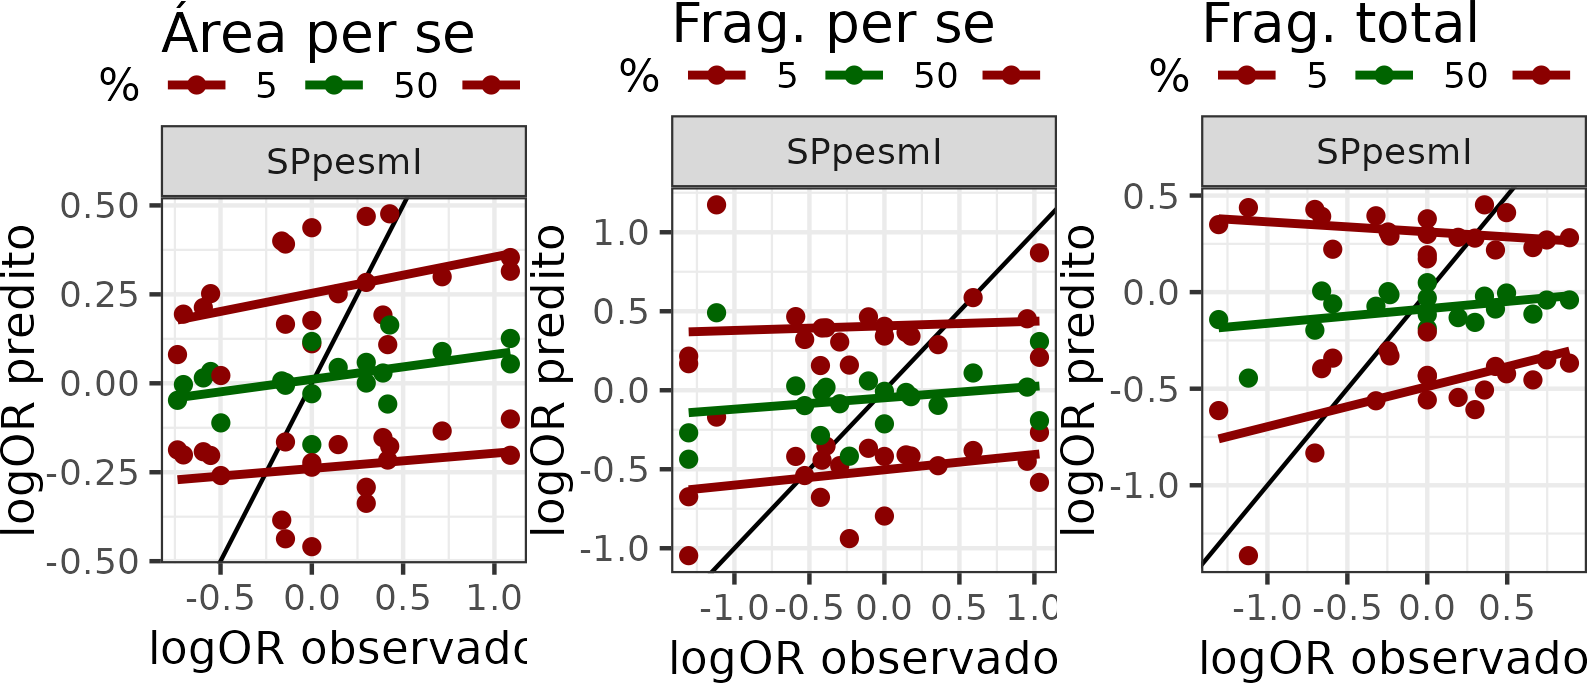 Área per se
% 5 50
SPpesmI
0.50
0.25
0.00
-0.25
-0.50
logOR predito
-0.5 0.0 0.5 1.0
logOR observado
Frag. per se
% 5 50
SPpesmI
1.0
0.5
0.0
-0.5
-1.0
logOR predito
-1.0 -0.5 0.0 0.5 1.0
logOR observado
Frag. total
% 5 50
SPpesmI
0.5
0.0
-0.5
-1.0
logOR predito
-1.0 -0.5 0.0 0.5
logOR observado